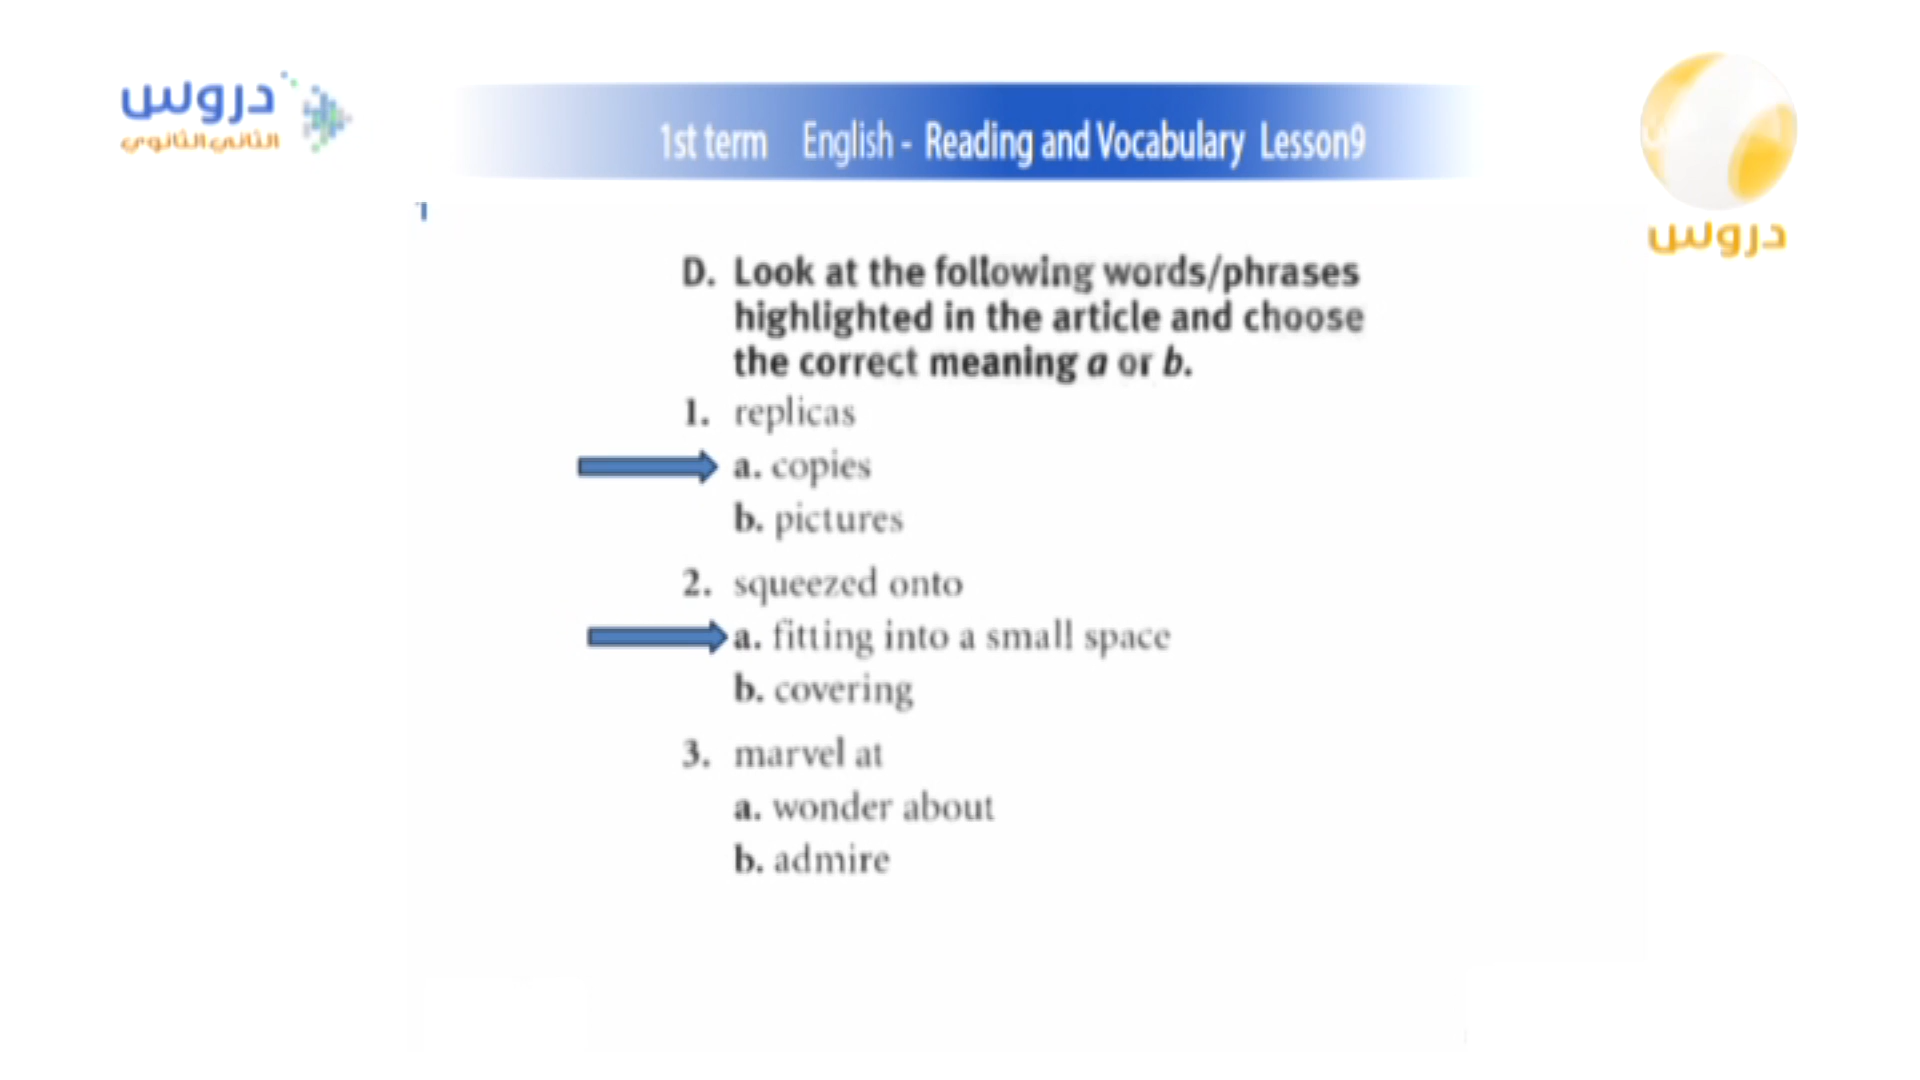 دروس
الثاني الثانوي
1st term English - Reading and Vocabulary Lesson9
دروس
D. Look at the following words/phrases
highlighted in the article and choose
the correct meaning a or b.
1. replicas
a. copies
b. pictures
2. squeezed onto
a. fitting into a small space
b. covering
3. marvel at
a. wonder about
b. admire